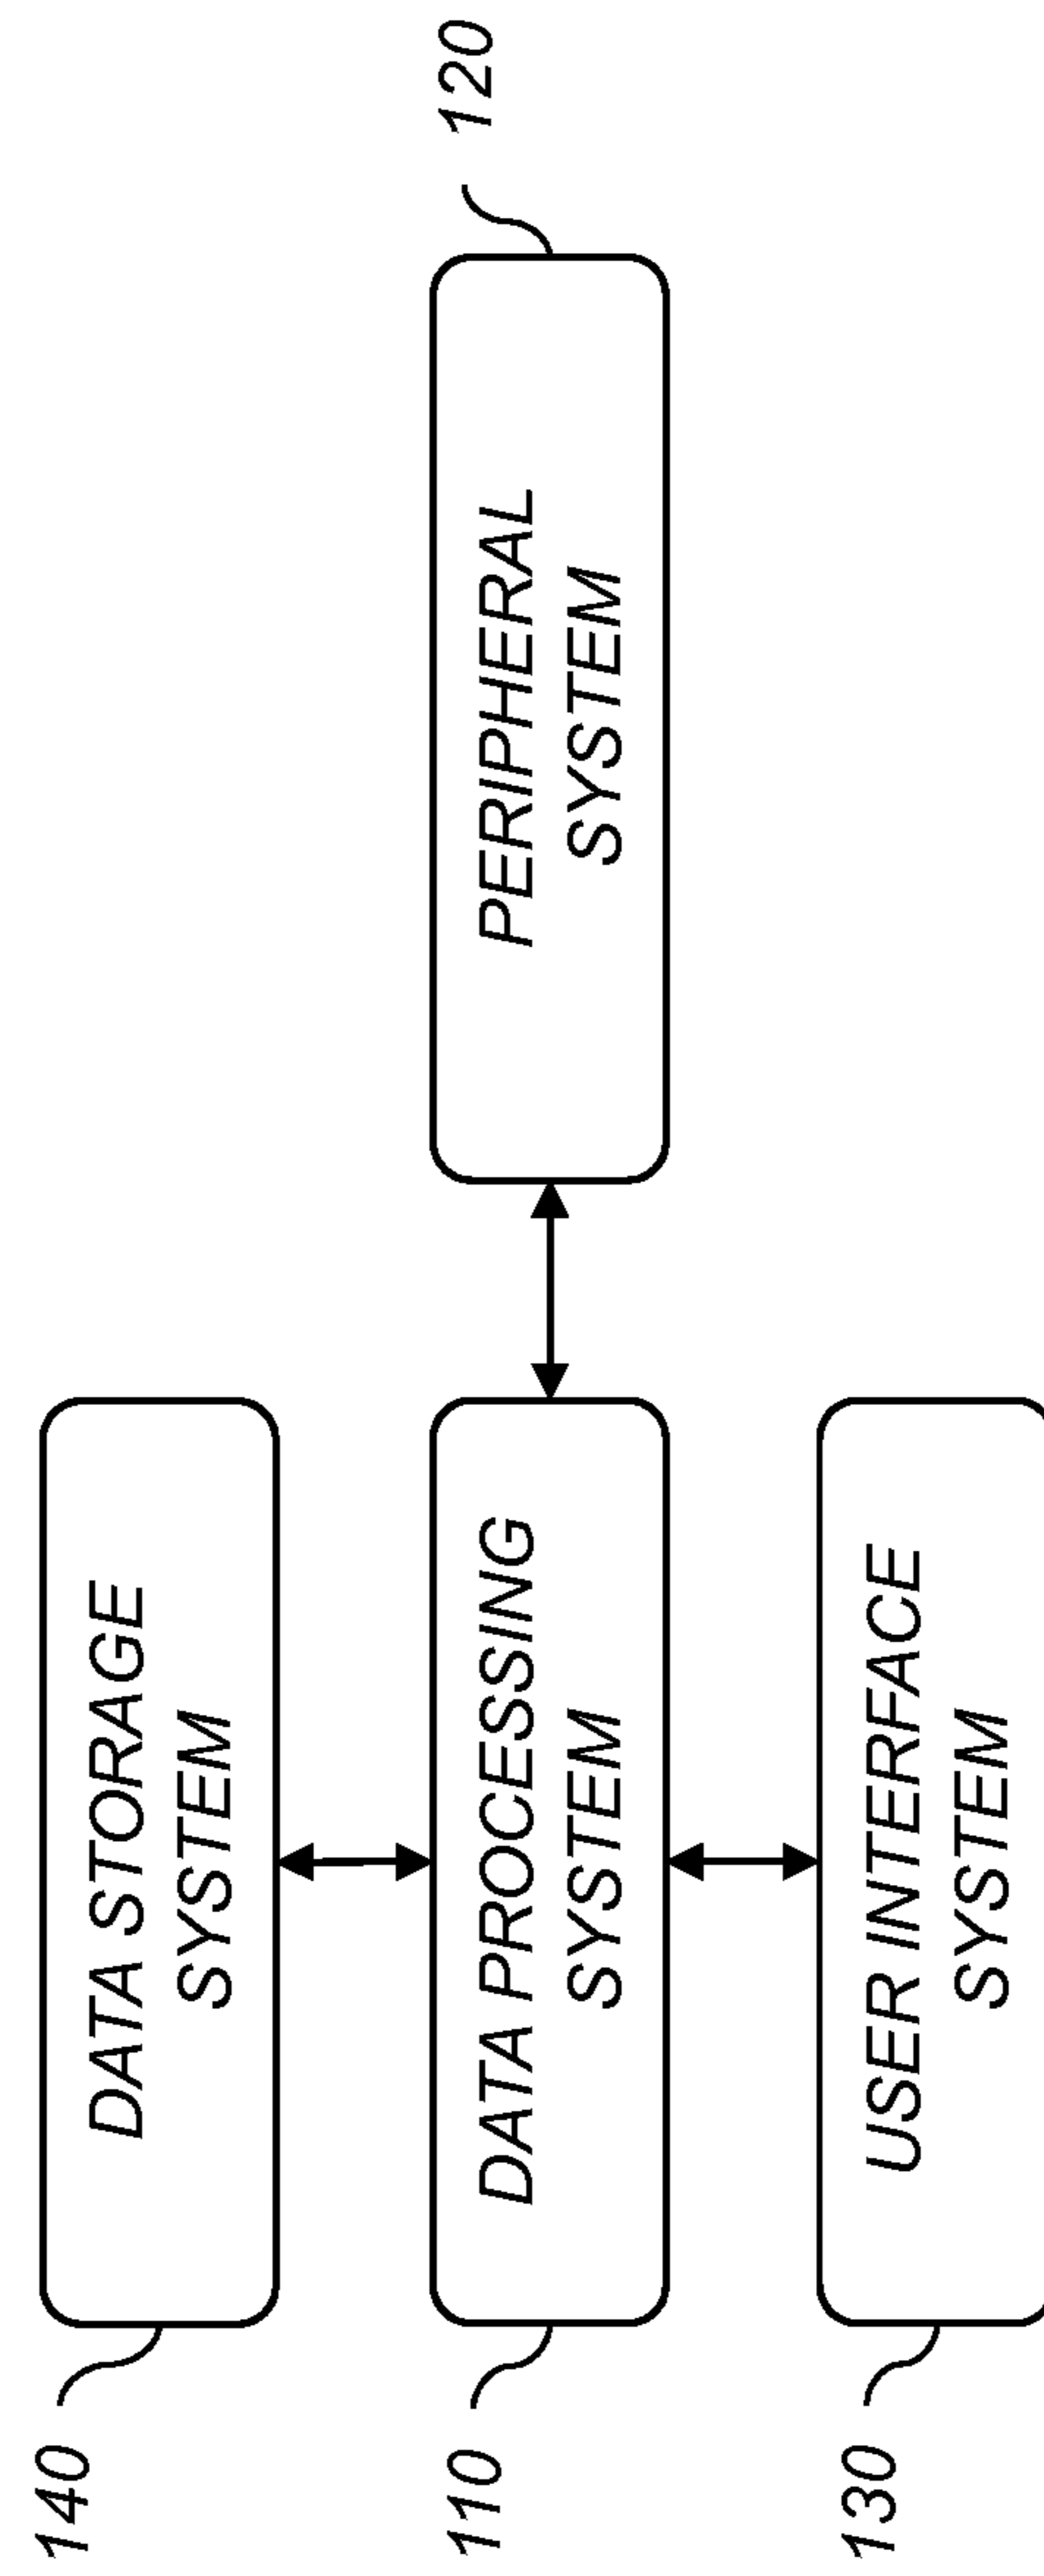 140
DATA STORAGE
SYSTEM
110
DATA PROCESSING
SYSTEM
PERIPHERAL
SYSTEM
120
130
USER INTERFACE
SYSTEM